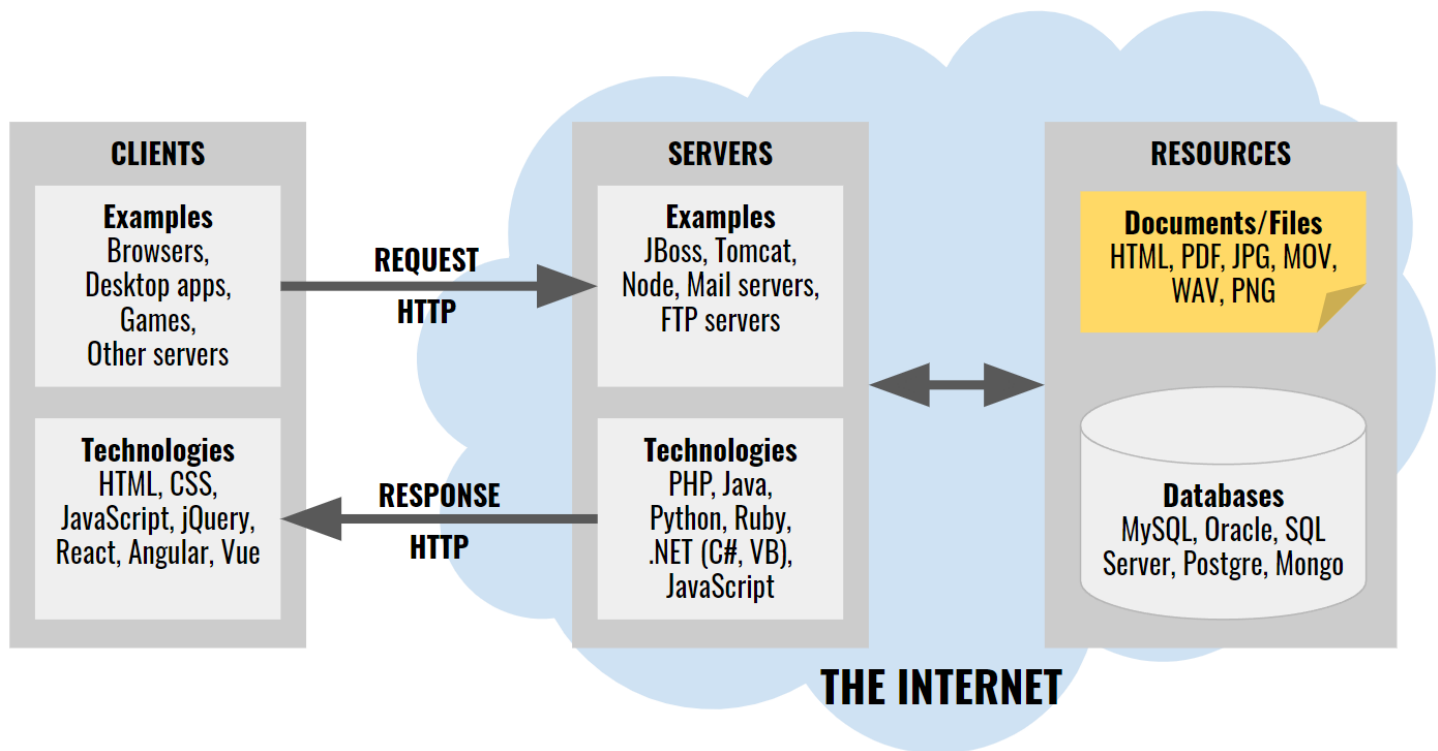 CLIENTS
Examples
Browsers,
Desktop apps,
Games,
Other servers
Technologies
HTML, CSS,
JavaScript, jQuery,
React, Angular, Vue
REQUEST
HTTP
RESPONSE
HTTP
SERVERS
Examples
JBoss, Tomcat,
Node, Mail servers,
FTP servers
Technologies
PHP, Java,
Python, Ruby,
.NET (C#, VB),
JavaScript
RESOURCES
Documents/Files
HTML, PDF, JPG, MOV,
WAV, PNG
Databases
MySQL, Oracle, SQL
Server, Postgre, Mongo
THE INTERNET